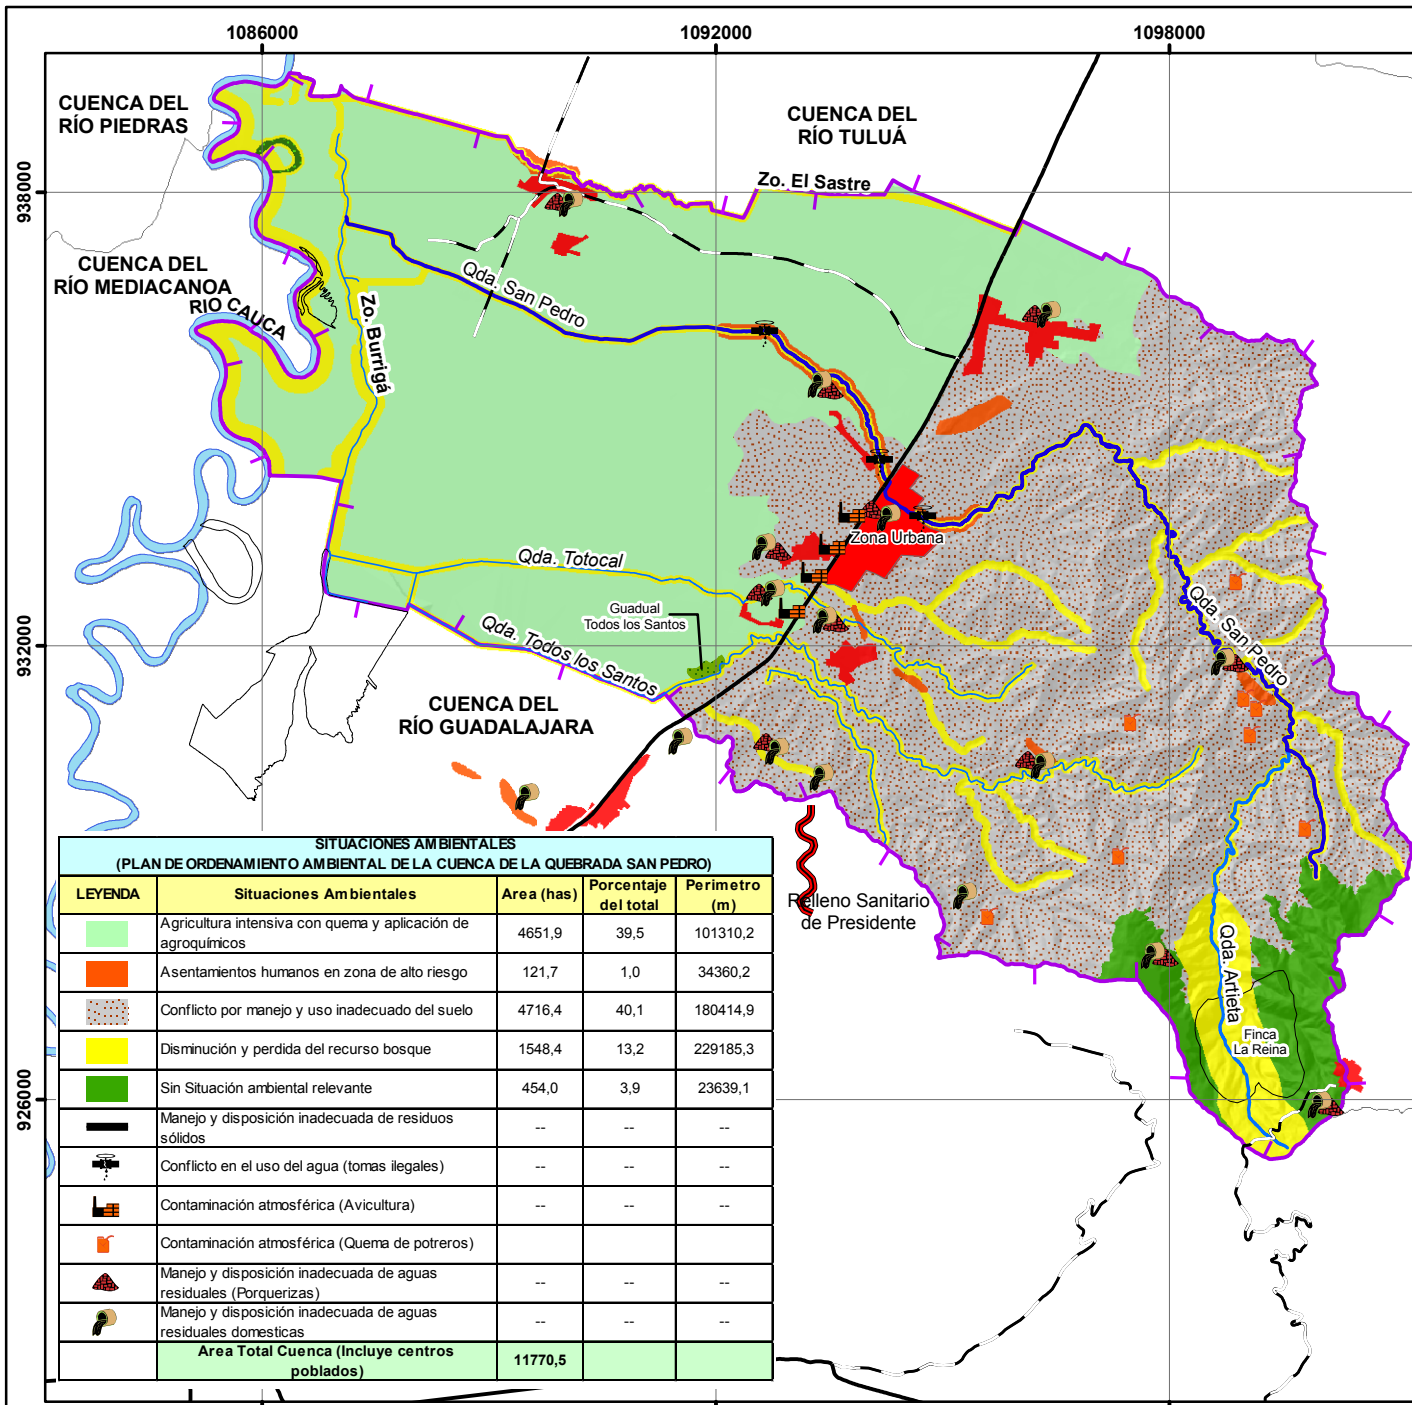 1086000
1092000
1098000
938000
932000
926000
CUENCA DEL
RÍO PIEDRAS
CUENCA DEL
RÍO TULUÁ
Zo. El Sastre
CUENCA DEL
RÍO MEDIACANOA
RIO CAUCA
Zo. Burrigá
Qda. San Pedro
Zona Urbana
Qda. Totocal
Guadual
Todos los Santos
Qda. Todos los Santos
Qda. San Pedro
CUENCA DEL
RÍO GUADALAJARA
Relleno Sanitario
de Presidente
Qda. Artieta
Finca
La Reina
SITUACIONES AMBIENTALES
(PLAN DE ORDENAMIENTO AMBIENTAL DE LA CUENCA DE LA QUEBRADA SAN PEDRO)
LEYENDA Situaciones Ambientales Area (has) Porcentaje del total Perimetro (m)
Agricultura intensiva con quema y aplicación de agroquímicos 4651,9 39,5 101310,2
Asentamientos humanos en zona de alto riesgo 121,7 1,0 34360,2
Conflicto por manejo y uso inadecuado del suelo 4716,4 40,1 180414,9
Disminución y perdida del recurso bosque 1548,4 13,2 229185,3
Sin Situación ambiental relevante 454,0 3,9 23639,1
Manejo y disposición inadecuada de residuos sólidos -- -- --
Conflicto en el uso del agua (tomas ilegales) -- -- --
Contaminación atmosférica (Avicultura) -- -- --
Contaminación atmosférica (Quema de potreros)
Manejo y disposición inadecuada de aguas residuales (Porquerizas) -- -- --
Manejo y disposición inadecuada de aguas residuales domesticas -- -- --
Area Total Cuenca (Incluye centros poblados) 11770,5